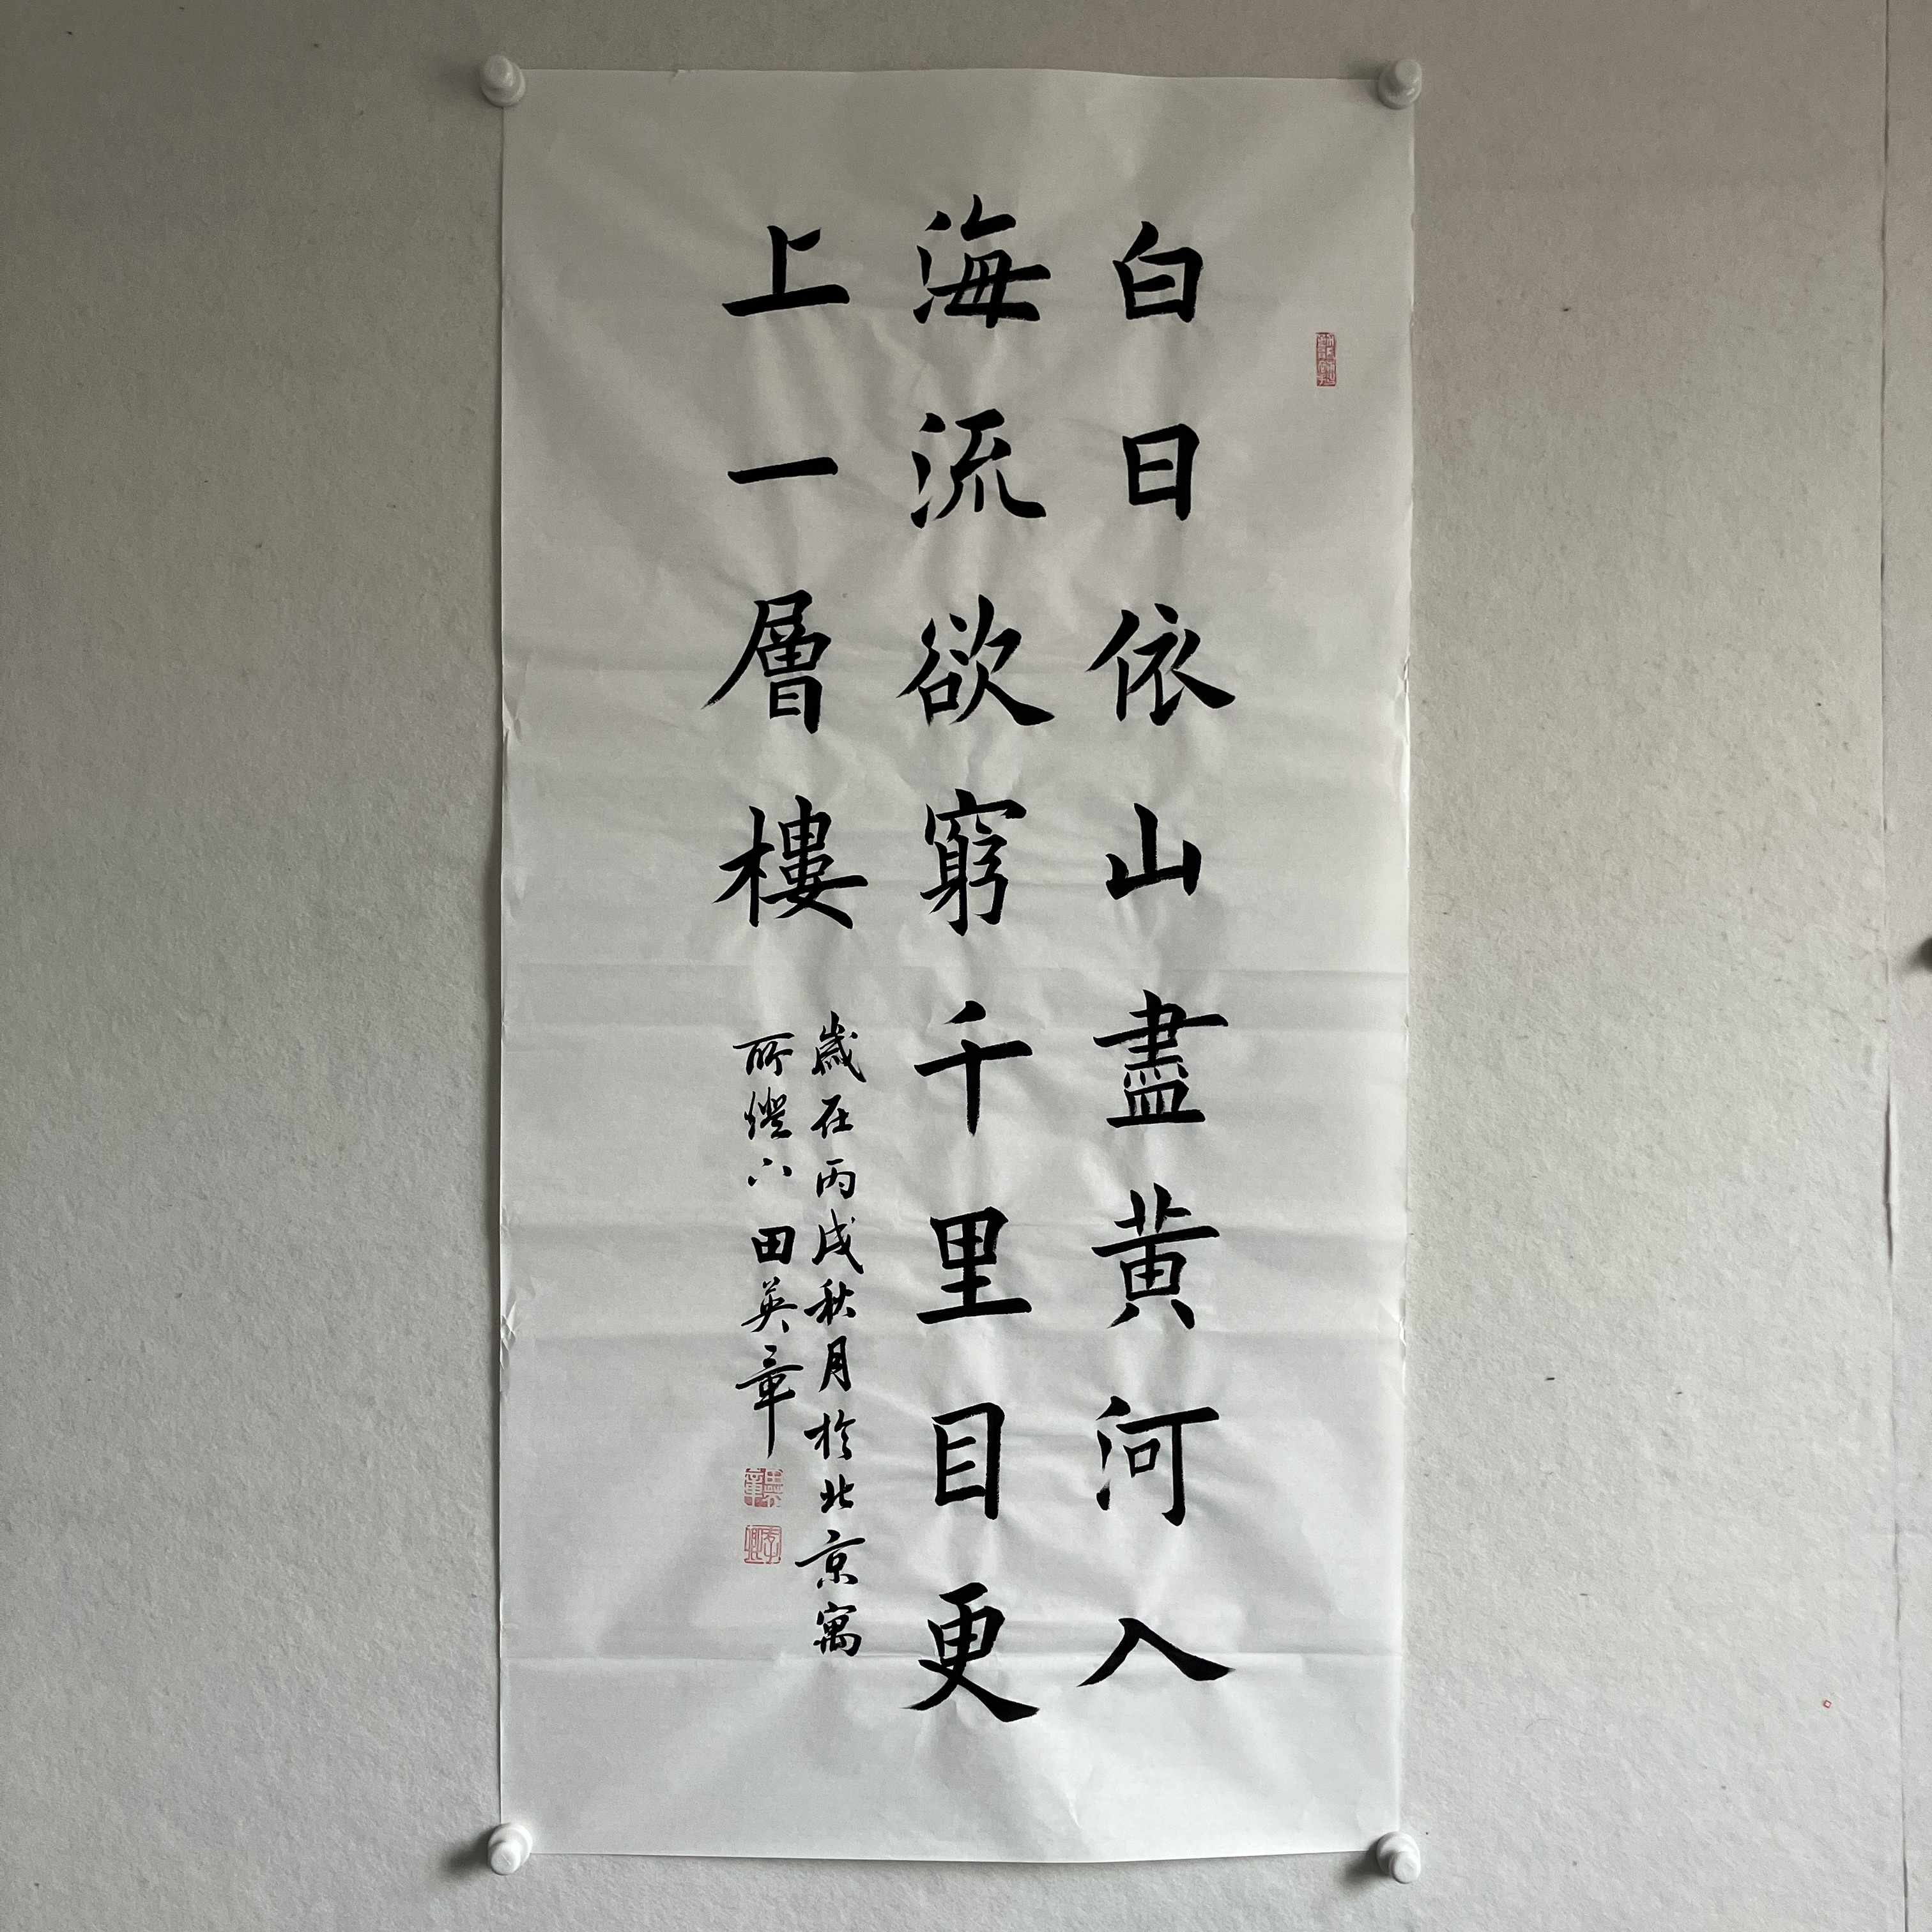 白日依山盡黃河入
海流欲窮千里目更
上一層樓
歲在丙戌秋月於北京寓
所燈下田英章